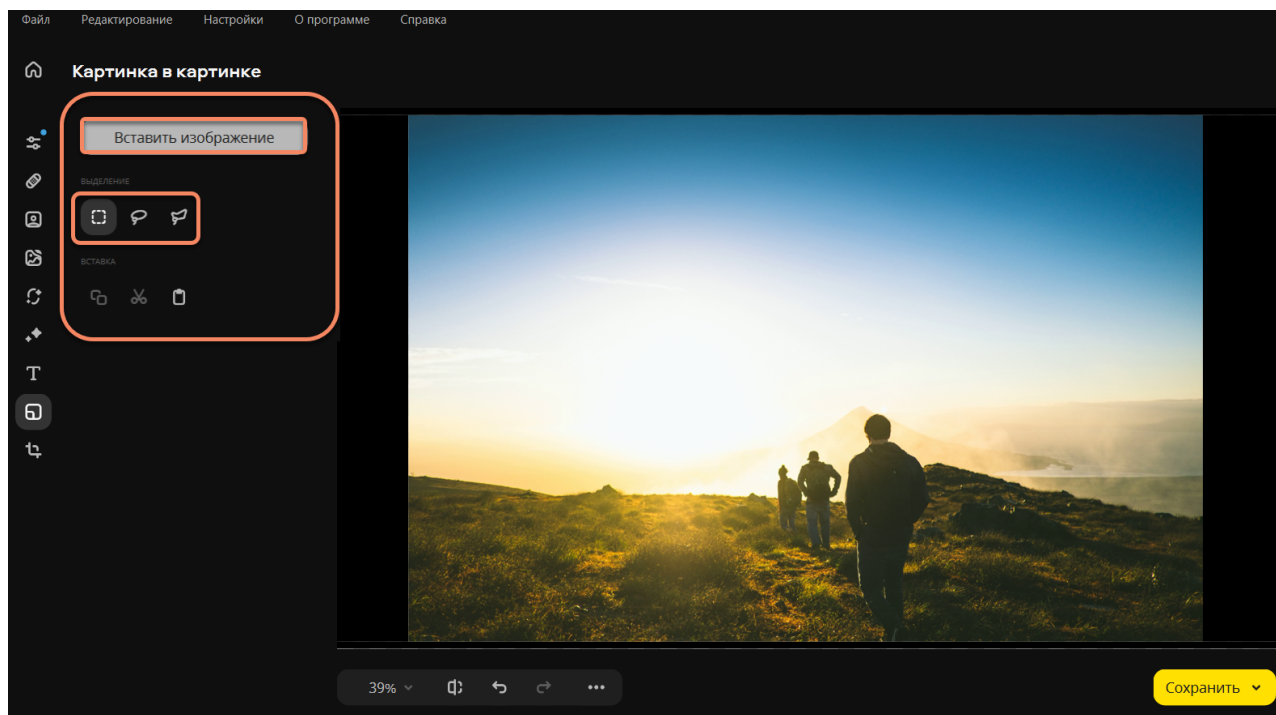 Файл Редактирование Настройки О программе Справка
Картинка в картинке
Вставить изображение
ВЫДЕЛЕНИЕ
ВСТАВКА
39%
Сохранить